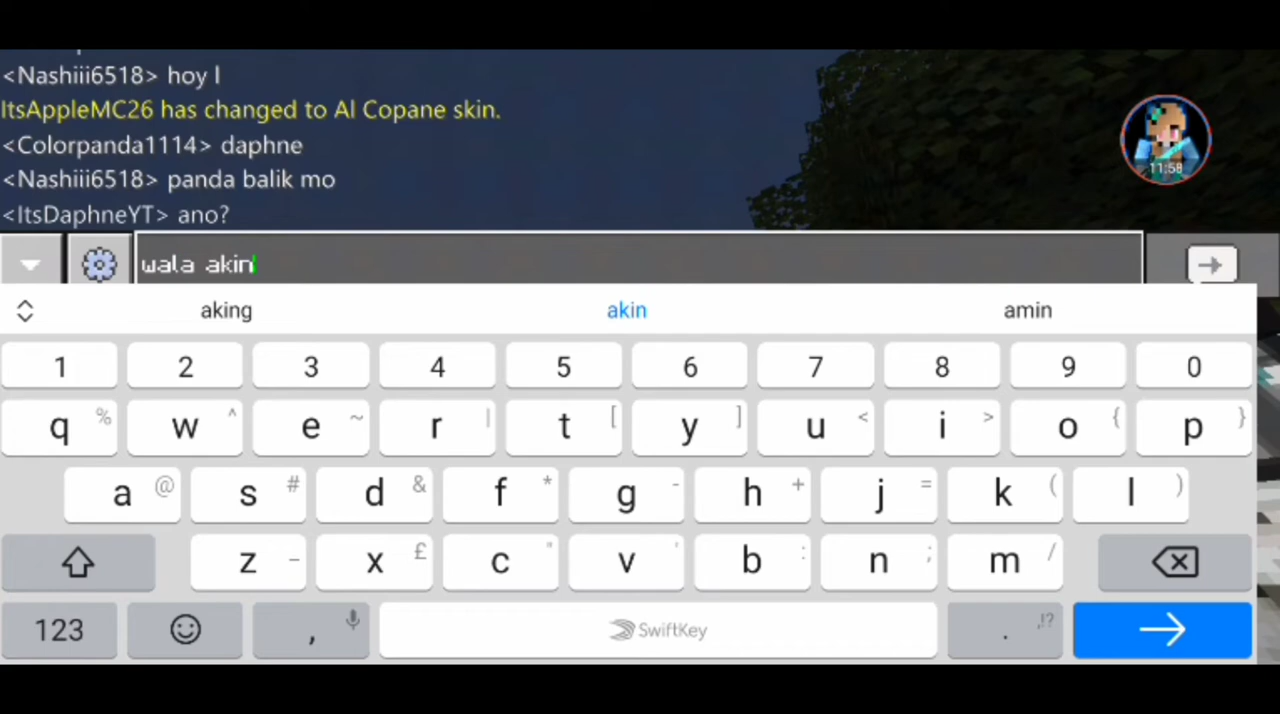 <Nashiii6518> hoy l
ItsAppleMC26 has changed to Al Copane skin.
<Colorpanda1114> daphne
<Nashiii6518> panda balik mo
<ItsDaphneYT> ano?
11:58
wala akin
aking akin amin
1 2 3 4 5 6 7 8 9 0
q % w ^ e ~ r | t [ y ] u < i > o { p }
a @ s # d & f * g - h + j = k ( l )
z _ x £ c " v ' b : n ; m /
123 , SwiftKey . ,!?